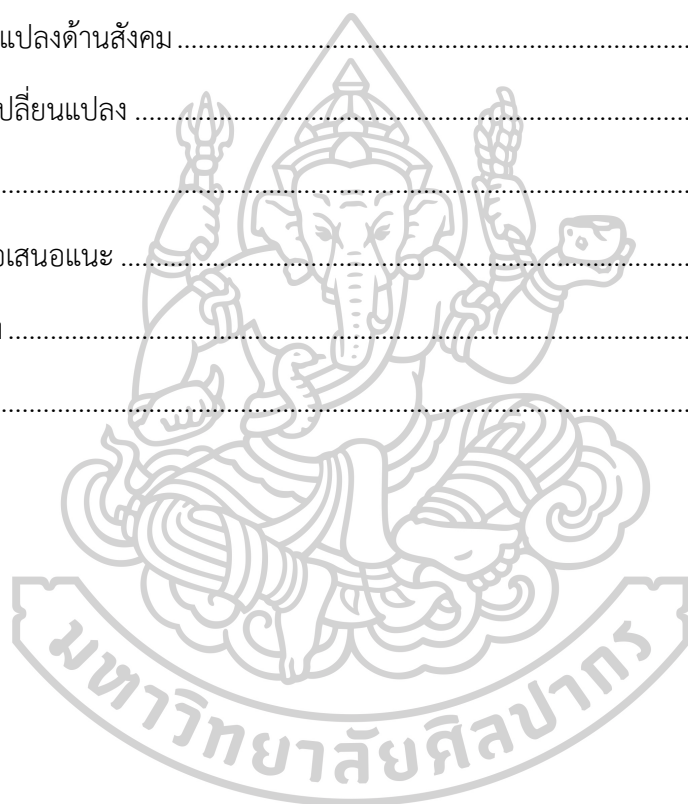 แปลงด้านสังคม ........................................................................
เปลี่ยนแปลง ........................................................................
........................................................................
อเสนอแนะ ........................................................................
........................................................................
........................................................................
มหาวิทยาลัยศิลปากร